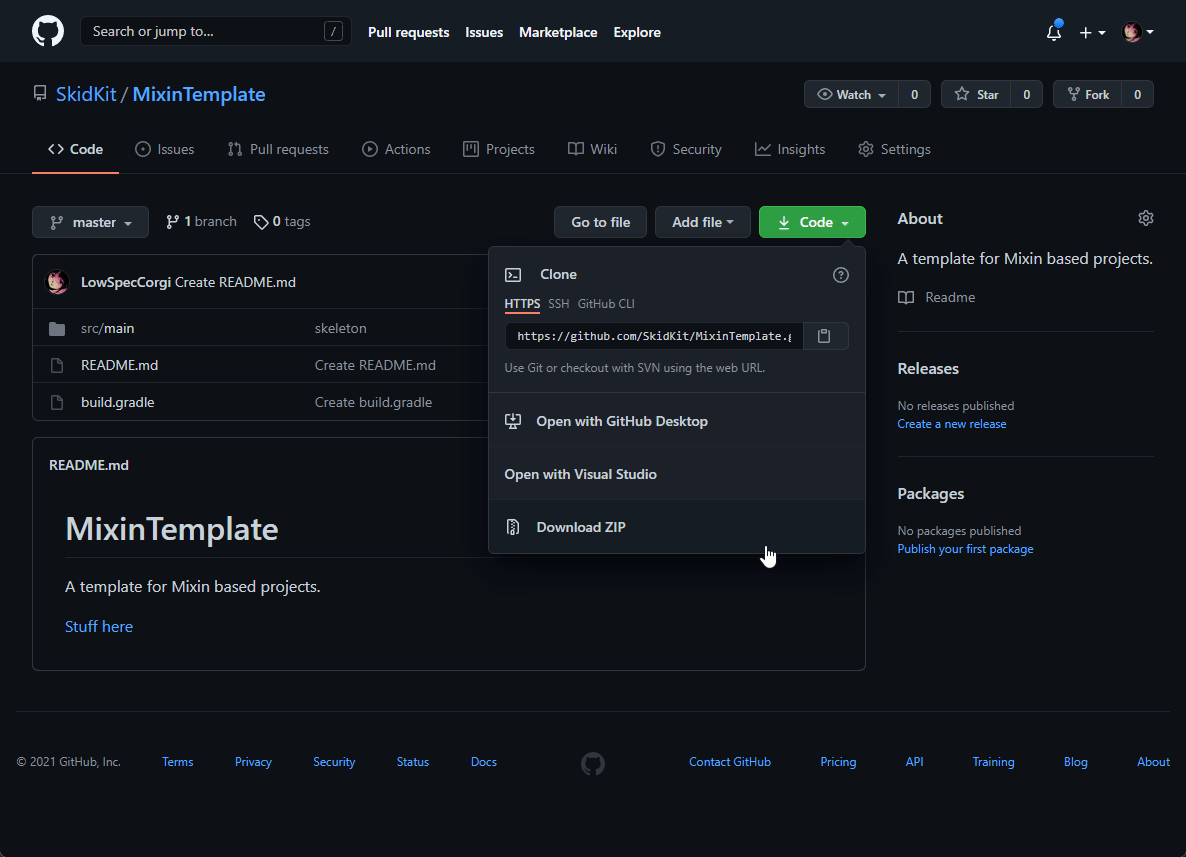 Search or jump to... / Pull requests Issues Marketplace Explore
SkidKit / MixinTemplate Watch 0 Star 0 Fork 0
Code Issues Pull requests Actions Projects Wiki Security Insights Settings
master 1 branch 0 tags Go to file Add file Code
LowSpecCorgi Create README.md
src/main skeleton
README.md Create README.md
build.gradle Create build.gradle
Clone
HTTPS SSH GitHub CLI
https://github.com/SkidKit/MixinTemplate.g
Use Git or checkout with SVN using the web URL.
Open with GitHub Desktop
Open with Visual Studio
Download ZIP
README.md
MixinTemplate
A template for Mixin based projects.
Stuff here
About
A template for Mixin based projects.
Readme
Releases
No releases published
Create a new release
Packages
No packages published
Publish your first package
© 2021 GitHub, Inc. Terms Privacy Security Status Docs Contact GitHub Pricing API Training Blog About